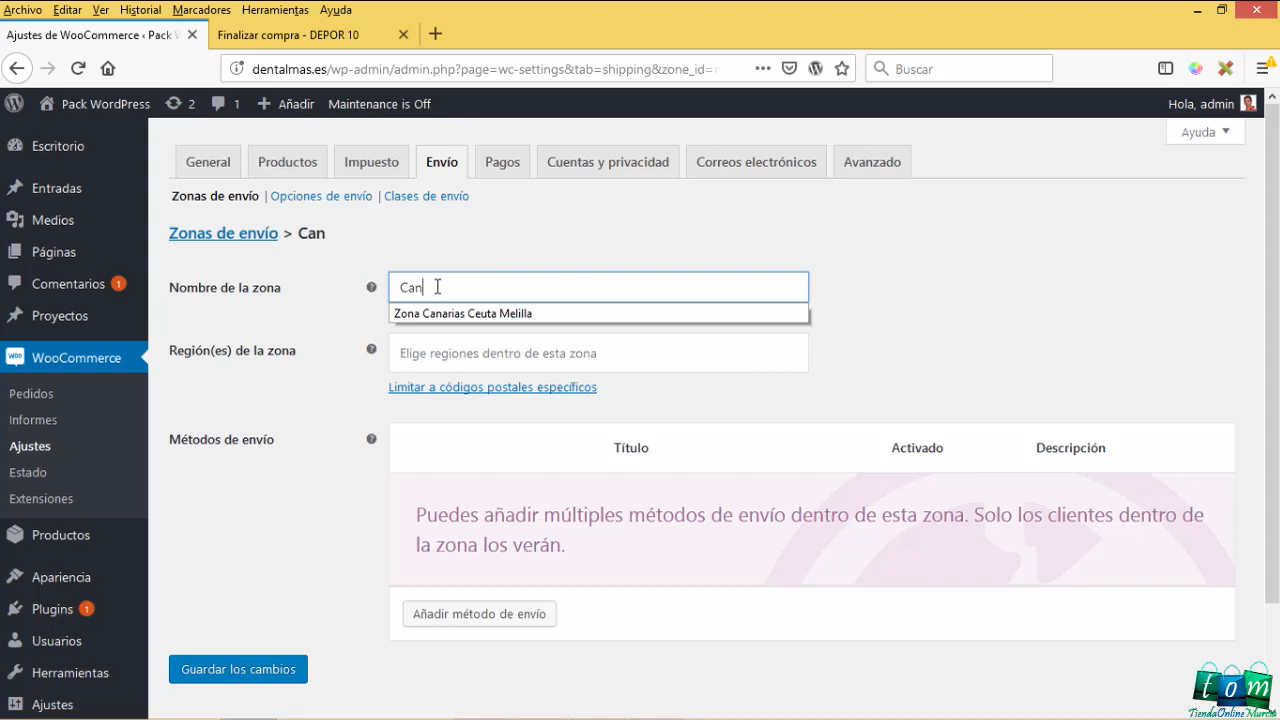 Archivo Editar Ver Historial Marcadores Herramientas Ayuda
Ajustes de WooCommerce ‹ Pack W
Finalizar compra - DEPOR 10
dentalmas.es/wp-admin/admin.php?page=wc-settings&tab=shipping&zone_id=
Buscar
Pack WordPress 2 1 Añadir Maintenance is Off
Hola, admin
Ayuda
Escritorio
Entradas
Medios
Páginas
Comentarios 1
Proyectos
WooCommerce
Pedidos
Informes
Ajustes
Estado
Extensiones
Productos
Apariencia
Plugins 1
Usuarios
Herramientas
Ajustes
General Productos Impuesto Envío Pagos Cuentas y privacidad Correos electrónicos Avanzado
Zonas de envío | Opciones de envío | Clases de envío
Zonas de envío > Can
Nombre de la zona
Can
Zona Canarias Ceuta Melilla
Región(es) de la zona
Elige regiones dentro de esta zona
Limitar a códigos postales específicos
Métodos de envío
Título Activado Descripción
Puedes añadir múltiples métodos de envío dentro de esta zona. Solo los clientes dentro de
la zona los verán.
Añadir método de envío
Guardar los cambios
tom
TiendaOnlineMurcia